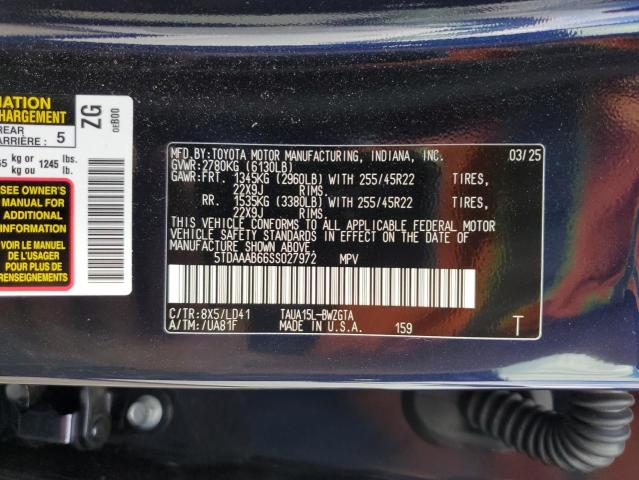 MATION
CHARGEMENT
REAR
ARRIÈRE : 5
kg or 1245 lbs.
kg ou lb.
SEE OWNER'S
MANUAL FOR
ADDITIONAL
INFORMATION
VOIR LE MANUEL
DE L'USAGER
POUR PLUS DE
RENSEIGNEMENTS
ZG
0EB00
MFD.BY:TOYOTA MOTOR MANUFACTURING, INDIANA, INC. 03/25
GVWR:2780KG (6130LB)
GAWR:FRT. 1345KG (2960LB) WITH 255/45R22 TIRES,
22X9J RIMS,
RR. 1535KG (3380LB) WITH 255/45R22 TIRES,
22X9J RIMS.
THIS VEHICLE CONFORMS TO ALL APPLICABLE FEDERAL MOTOR
VEHICLE SAFETY STANDARDS IN EFFECT ON THE DATE OF
MANUFACTURE SHOWN ABOVE.
5TDAAAB66SS027972 MPV
C/TR:8X5/LD41 TAUA15L-BWZGTA
A/TM:/UA81F MADE IN U.S.A. 159 T